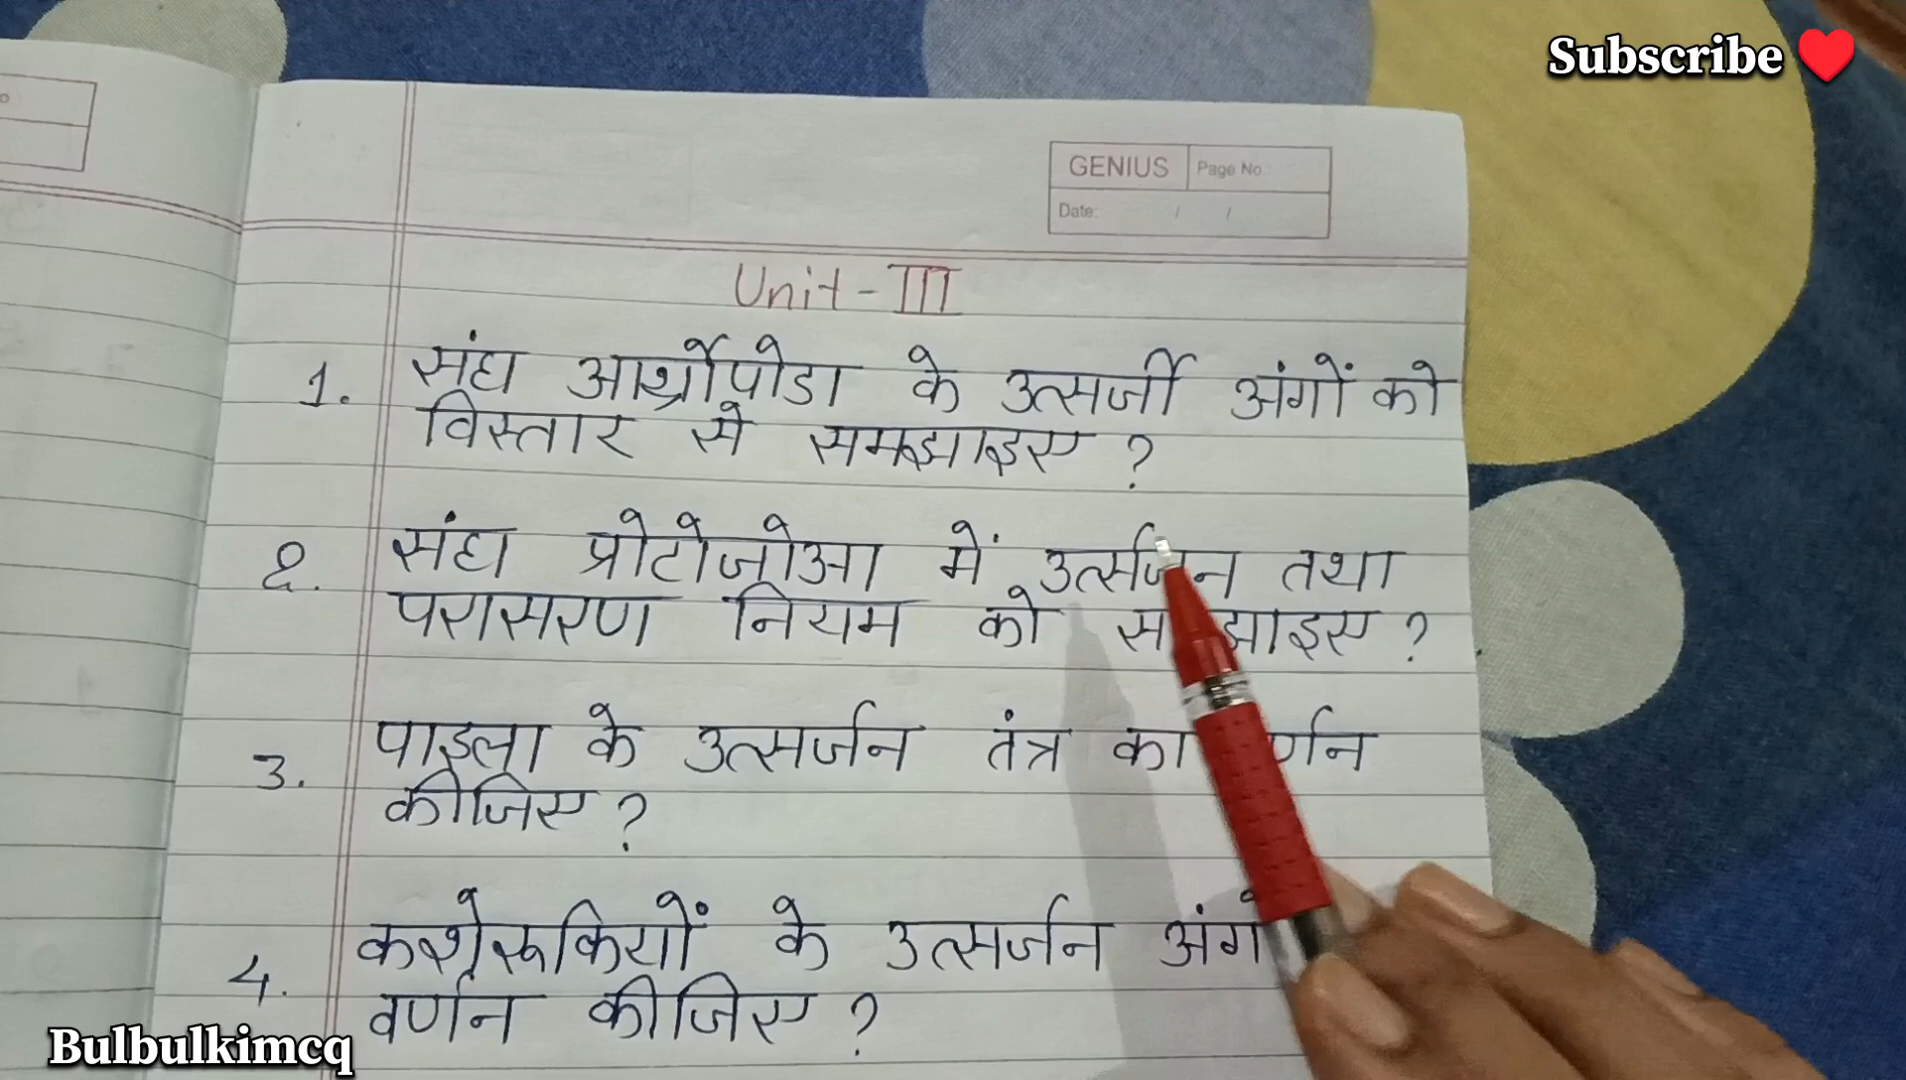 Subscribe
GENIUS Page No.
Date: / /
Unit-III
1. संघ आर्थ्रोपोडा के उत्सर्जी अंगों को
विस्तार से समझाइए ?
2. संघ प्रोटोजोआ में उत्सर्जन तथा
परासरण नियम को ?
3. पाइला के उत्सर्जन तंत्र का
कीजिए ?
4. कशेरूकियों के उत्सर्जन
वर्णन कीजिए ?
Bulbulkimcq